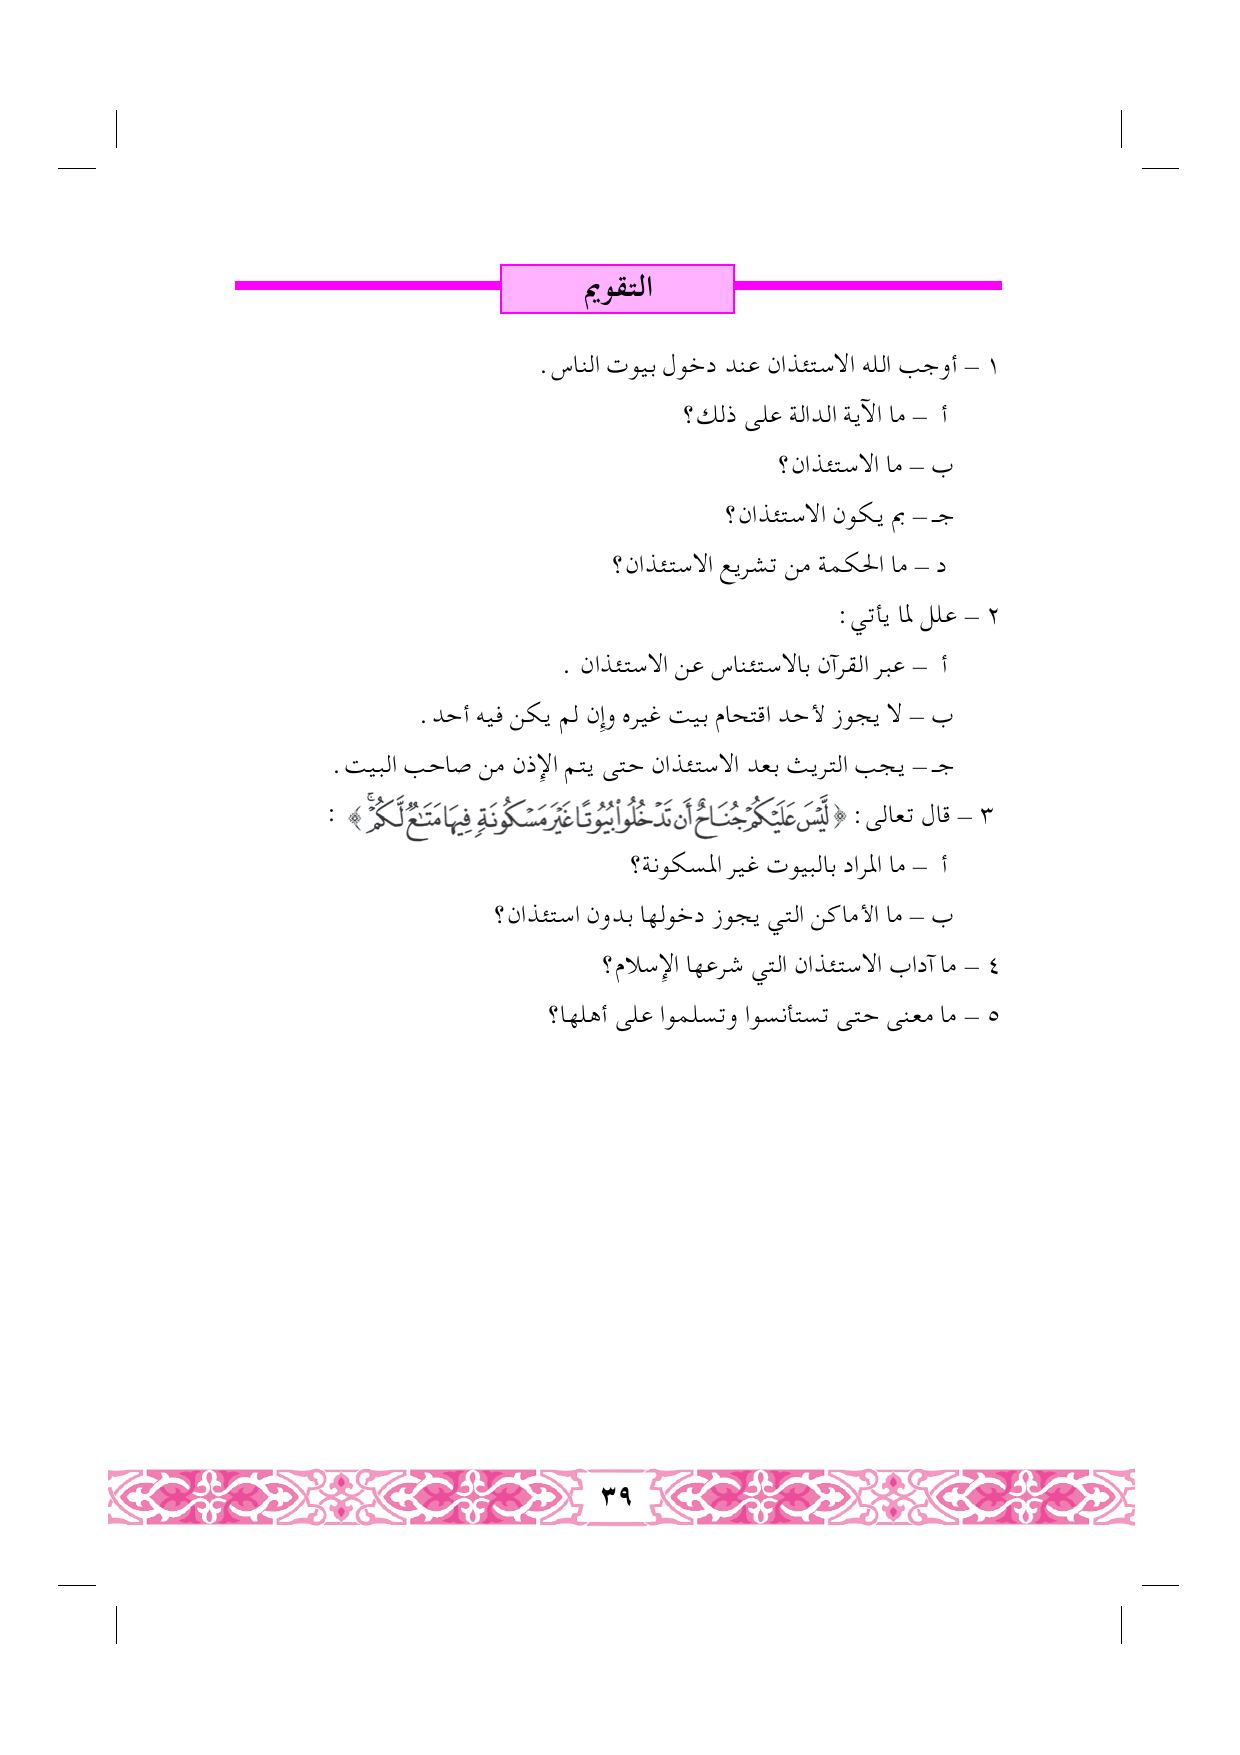 التقويم
١ – أوجب الله الاستئذان عند دخول بيوت الناس .
أ – ما الآية الدالة على ذلك؟
ب – ما الاستئذان؟
جـ – بم يكون الاستئذان؟
د – ما الحكمة من تشريع الاستئذان؟
٢ – علل لما يأتي :
أ – عبر القرآن بالاستئناس عن الاستئذان .
ب – لا يجوز لأحد اقتحام بيت غيره وإن لم يكن فيه أحد .
جـ – يجب التريث بعد الاستئذان حتى يتم الإذن من صاحب البيت .
٣ – قال تعالى : ﴿ لَّيْسَ عَلَيْكُمْ جُنَاحٌ أَن تَدْخُلُوا۟ بُيُوتًا غَيْرَ مَسْكُونَةٍ فِيهَا مَتَـٰعٌ لَّكُمْ ۚ ﴾ :
أ – ما المراد بالبيوت غير المسكونة؟
ب – ما الأماكن التي يجوز دخولها بدون استئذان؟
٤ – ما آداب الاستئذان التي شرعها الإسلام؟
٥ – ما معنى حتى تستأنسوا وتسلموا على أهلها؟
٣٩